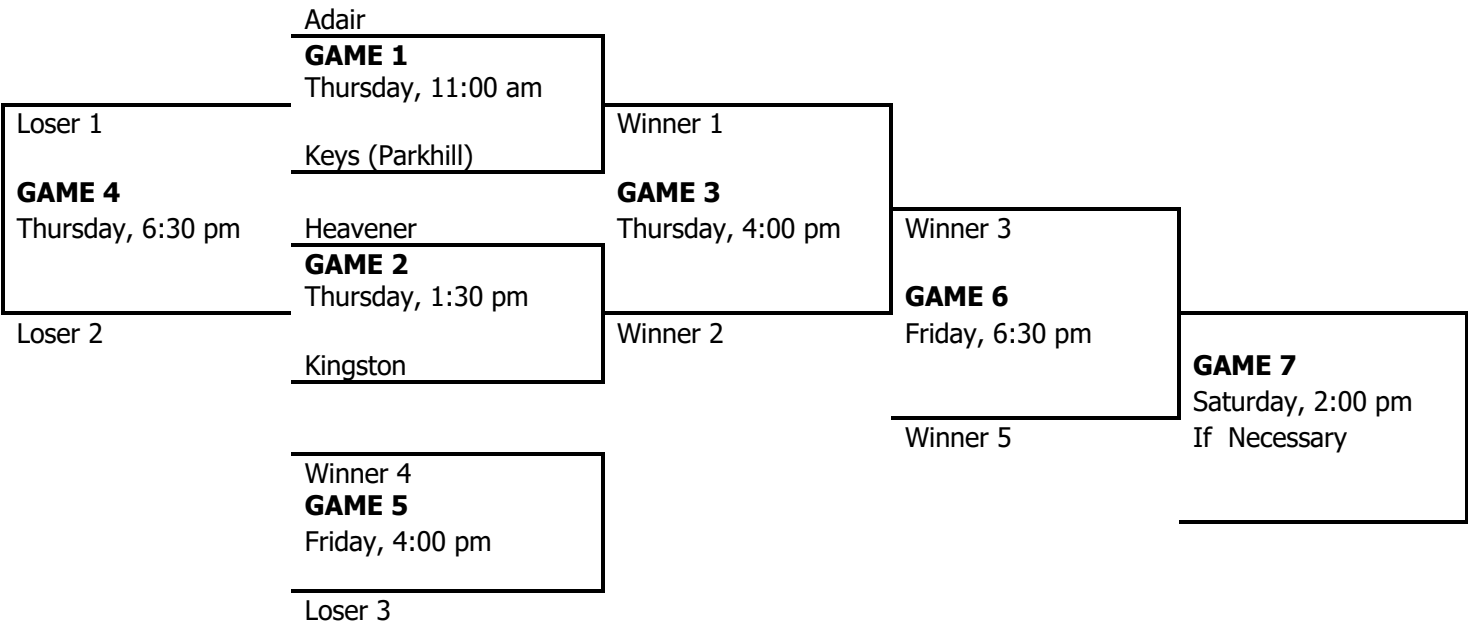 Adair
GAME 1
Thursday, 11:00 am
Keys (Parkhill)
Loser 1
GAME 4
Thursday, 6:30 pm
Loser 2
Heavener
GAME 2
Thursday, 1:30 pm
Kingston
Winner 1
GAME 3
Thursday, 4:00 pm
Winner 2
Winner 3
GAME 6
Friday, 6:30 pm
Winner 5
GAME 7
Saturday, 2:00 pm
If Necessary
Winner 4
GAME 5
Friday, 4:00 pm
Loser 3